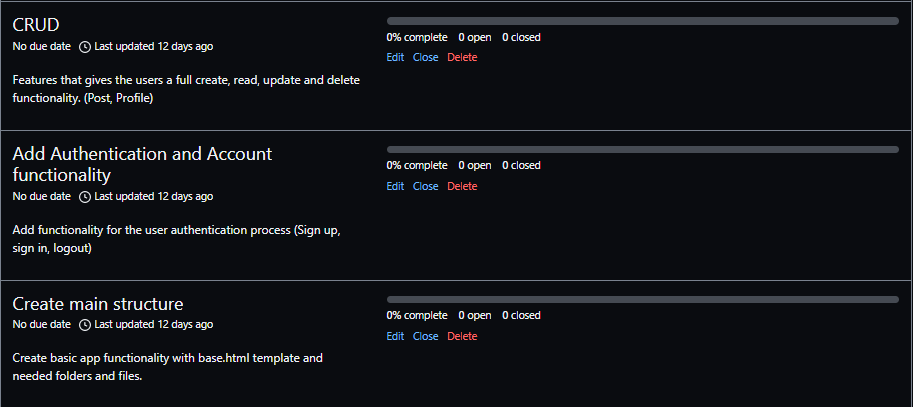 CRUD
No due date Last updated 12 days ago
Features that gives the users a full create, read, update and delete
functionality. (Post, Profile)
0% complete 0 open 0 closed
Edit Close Delete
Add Authentication and Account
functionality
No due date Last updated 12 days ago
Add functionality for the user authentication process (Sign up,
sign in, logout)
0% complete 0 open 0 closed
Edit Close Delete
Create main structure
No due date Last updated 12 days ago
Create basic app functionality with base.html template and
needed folders and files.
0% complete 0 open 0 closed
Edit Close Delete